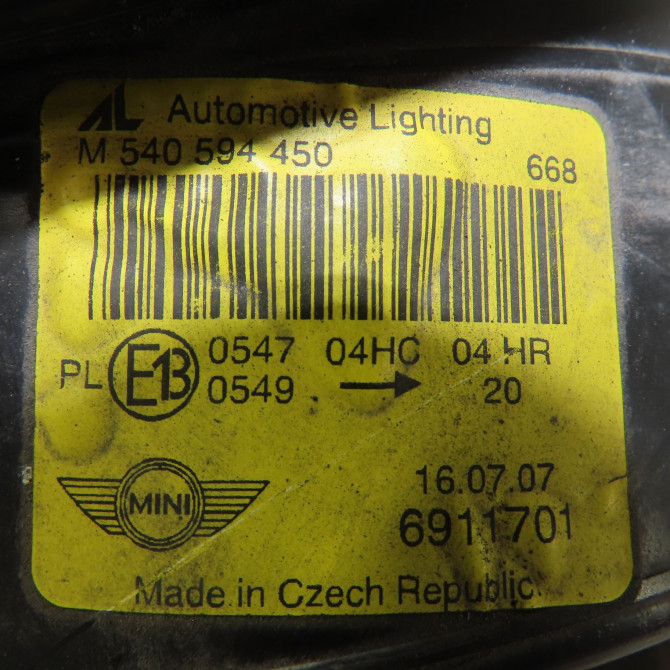 AL Automotive Lighting
M 540 594 450
668
PL E13 0547 04HC 04 HR
0549 → 20
MINI
16.07.07
6911701
Made in Czech Republic